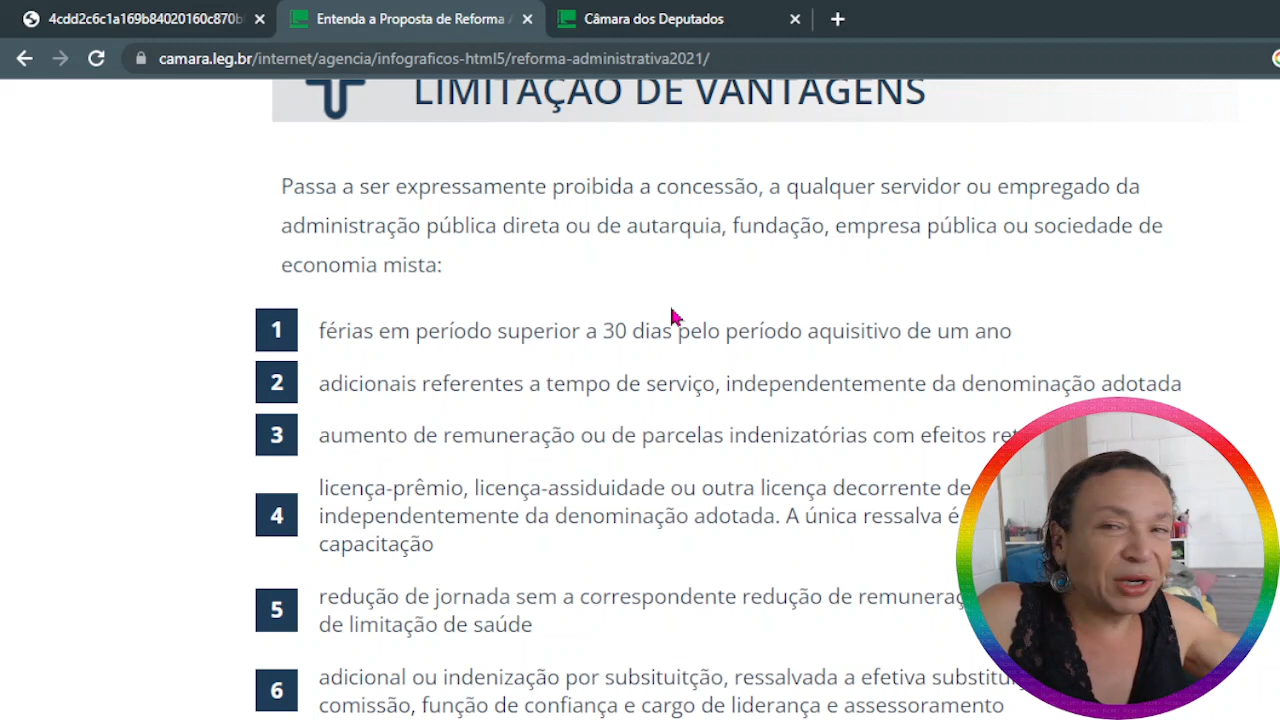 4cdd2c6c1a169b84020160c870b
Entenda a Proposta de Reforma
Câmara dos Deputados
camara.leg.br/internet/agencia/infograficos-html5/reforma-administrativa2021/
LIMITAÇÃO DE VANTAGENS
Passa a ser expressamente proibida a concessão, a qualquer servidor ou empregado da
administração pública direta ou de autarquia, fundação, empresa pública ou sociedade de
economia mista:
1 férias em período superior a 30 dias pelo período aquisitivo de um ano
2 adicionais referentes a tempo de serviço, independentemente da denominação adotada
3 aumento de remuneração ou de parcelas indenizatórias com efeitos
licença-prêmio, licença-assiduidade ou outra licença decorrente de
4 independentemente da denominação adotada. A única ressalva é
capacitação
5 redução de jornada sem a correspondente redução de
de limitação de saúde
6 adicional ou indenização por subsituitção, ressalvada a efetiva
comissão, função de confiança e cargo de liderança e assessoramento